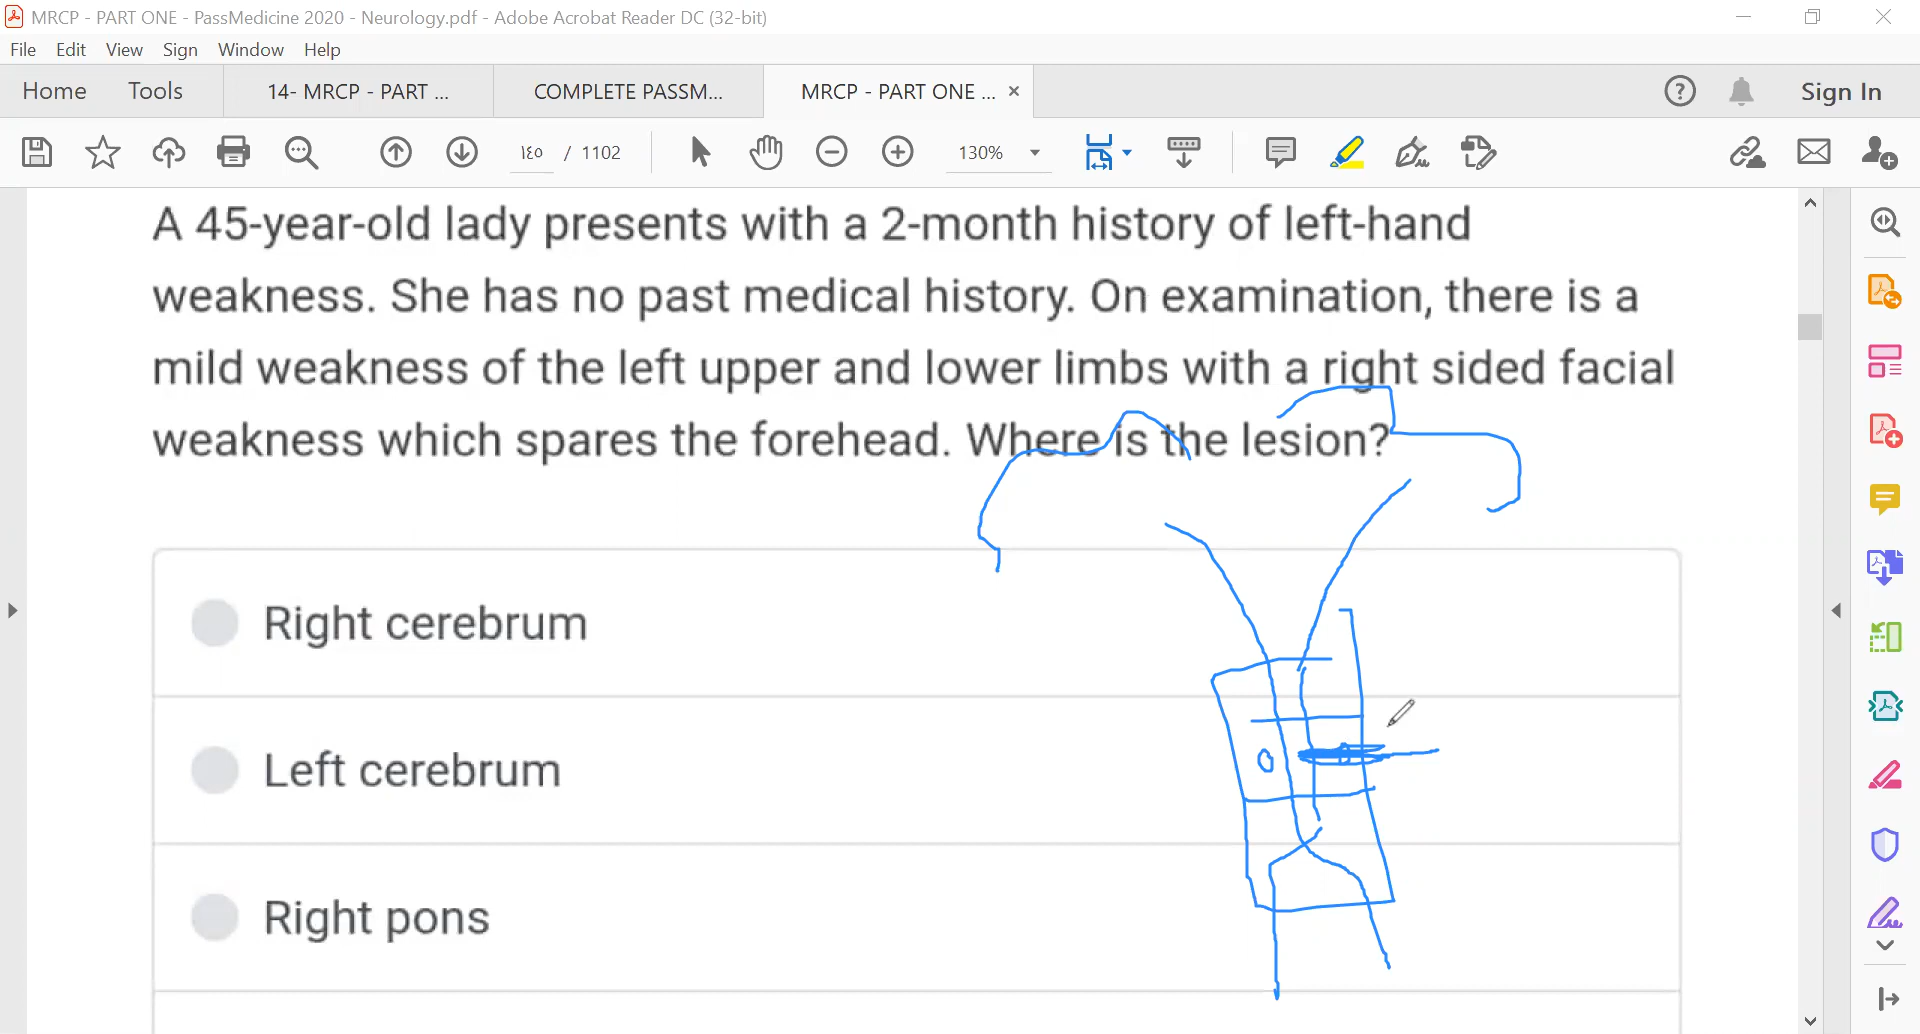 MRCP - PART ONE - PassMedicine 2020 - Neurology.pdf - Adobe Acrobat Reader DC (32-bit)
File Edit View Sign Window Help
Home Tools 14- MRCP - PART ... COMPLETE PASSM... MRCP - PART ONE ... × ? Sign In
١٤٥ / 1102 130%
A 45-year-old lady presents with a 2-month history of left-hand
weakness. She has no past medical history. On examination, there is a
mild weakness of the left upper and lower limbs with a right sided facial
weakness which spares the forehead. Where is the lesion?
Right cerebrum
Left cerebrum
Right pons